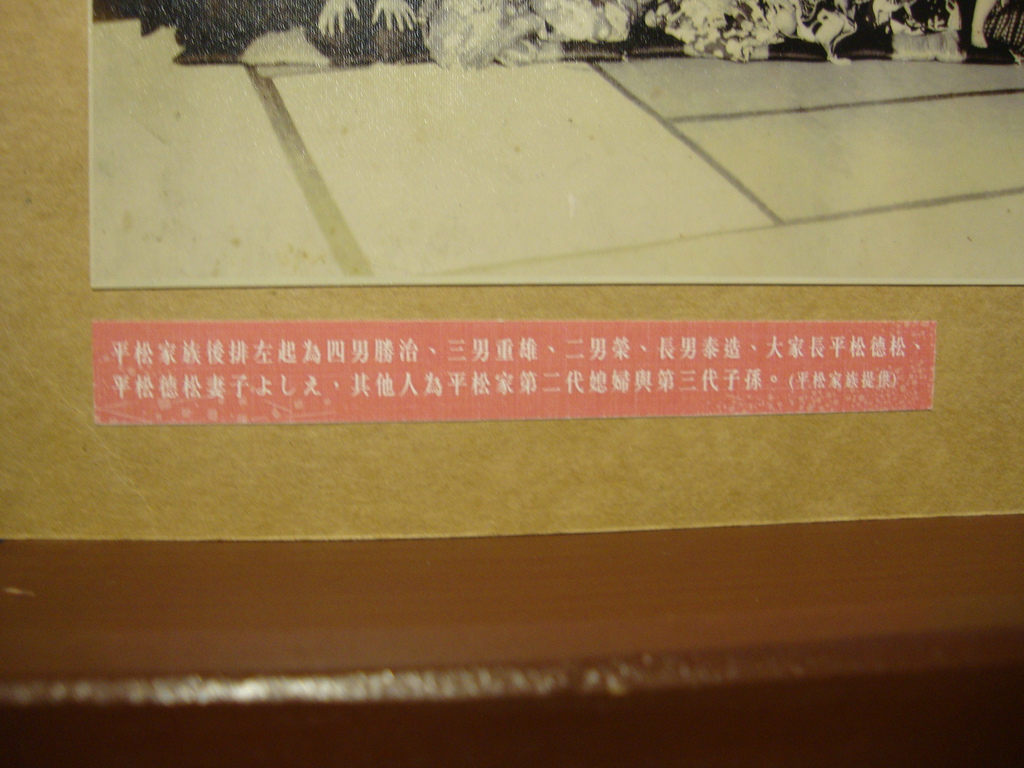 平松家族後排左起為四男勝治、三男重雄、二男榮、長男泰造、大家長平松德松、
平松德松妻子よしえ，其他人為平松家第二代媳婦與第三代子孫。(平松家族提供)